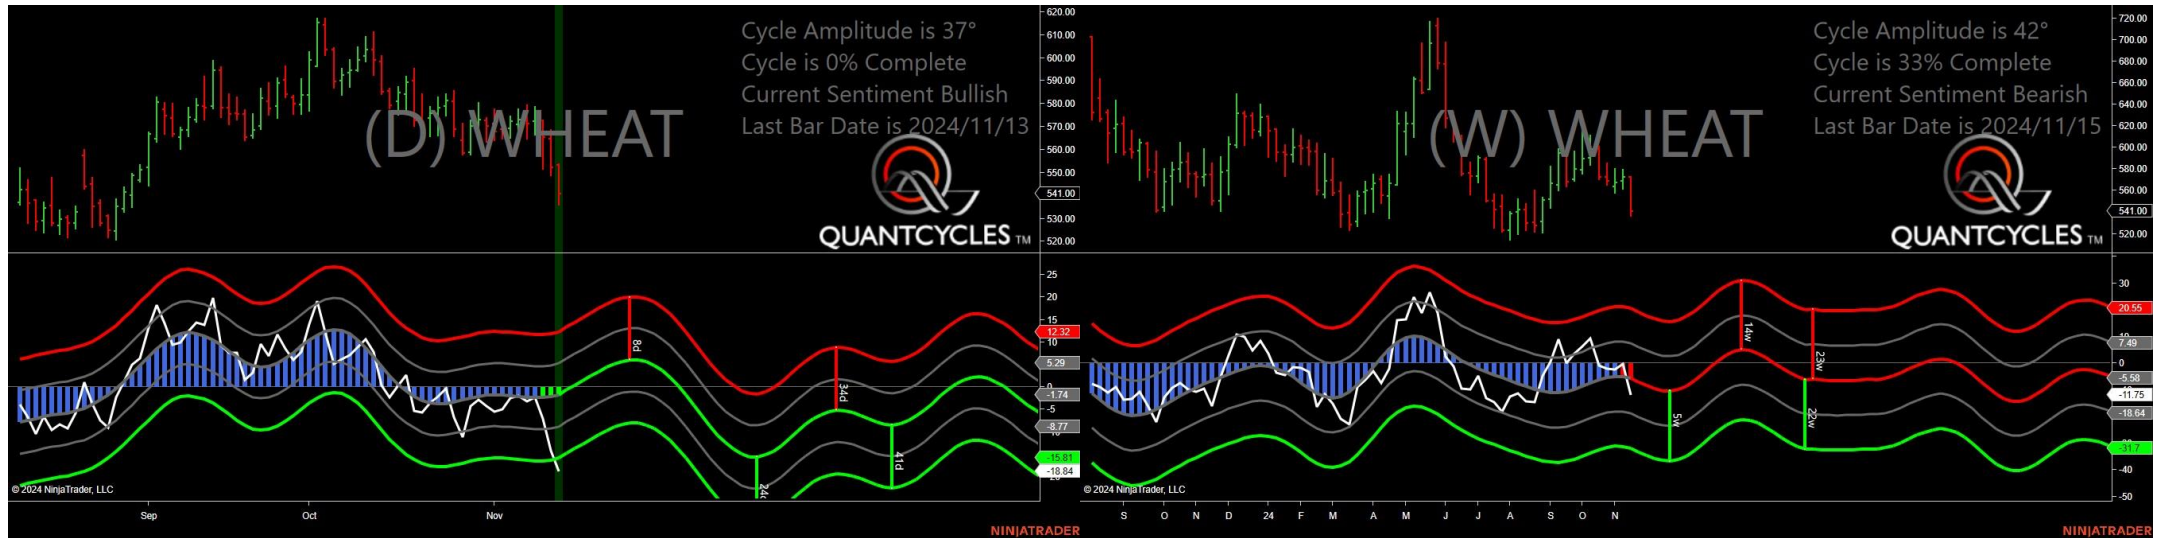 Cycle Amplitude is 37°
Cycle is 0% Complete
Current Sentiment Bullish
Last Bar Date is 2024/11/13
(D) WHEAT
QUANTCYCLES TM
620.00
610.00
600.00
590.00
580.00
570.00
560.00
550.00
541.00
530.00
520.00
25
20
15
12.32
10
5.29
0
-1.74
-5
-8.77
-15.81
-18.84
8d
24d
34d
41d
© 2024 NinjaTrader, LLC
Sep Oct Nov
NINJATRADER
Cycle Amplitude is 42°
Cycle is 33% Complete
Current Sentiment Bearish
Last Bar Date is 2024/11/15
(W) WHEAT
QUANTCYCLES TM
720.00
700.00
680.00
660.00
640.00
620.00
600.00
580.00
560.00
541.00
520.00
30
20.55
7.49
0
-5.58
-11.75
-18.64
-31.7
-40
-50
5w
14w
22w
23w
© 2024 NinjaTrader, LLC
S O N D 24 F M A M J J A S O N
NINJATRADER